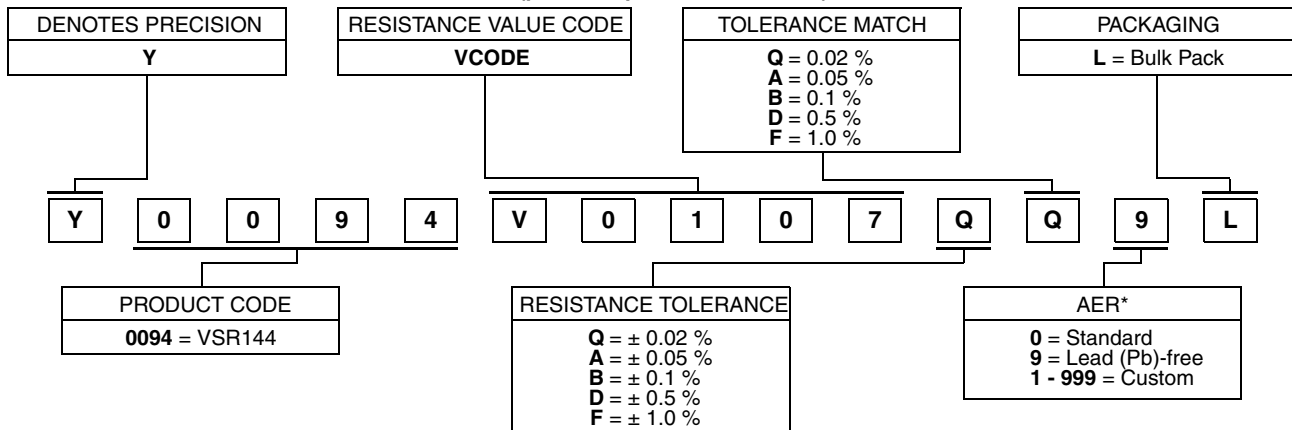 DENOTES PRECISION
Y
RESISTANCE VALUE CODE
VCODE
TOLERANCE MATCH
Q = 0.02 %
A = 0.05 %
B = 0.1 %
D = 0.5 %
F = 1.0 %
PACKAGING
L = Bulk Pack
Y 0 0 9 4 V 0 1 0 7 Q Q 9 L
PRODUCT CODE
0094 = VSR144
RESISTANCE TOLERANCE
Q = ± 0.02 %
A = ± 0.05 %
B = ± 0.1 %
D = ± 0.5 %
F = ± 1.0 %
AER*
0 = Standard
9 = Lead (Pb)-free
1 - 999 = Custom